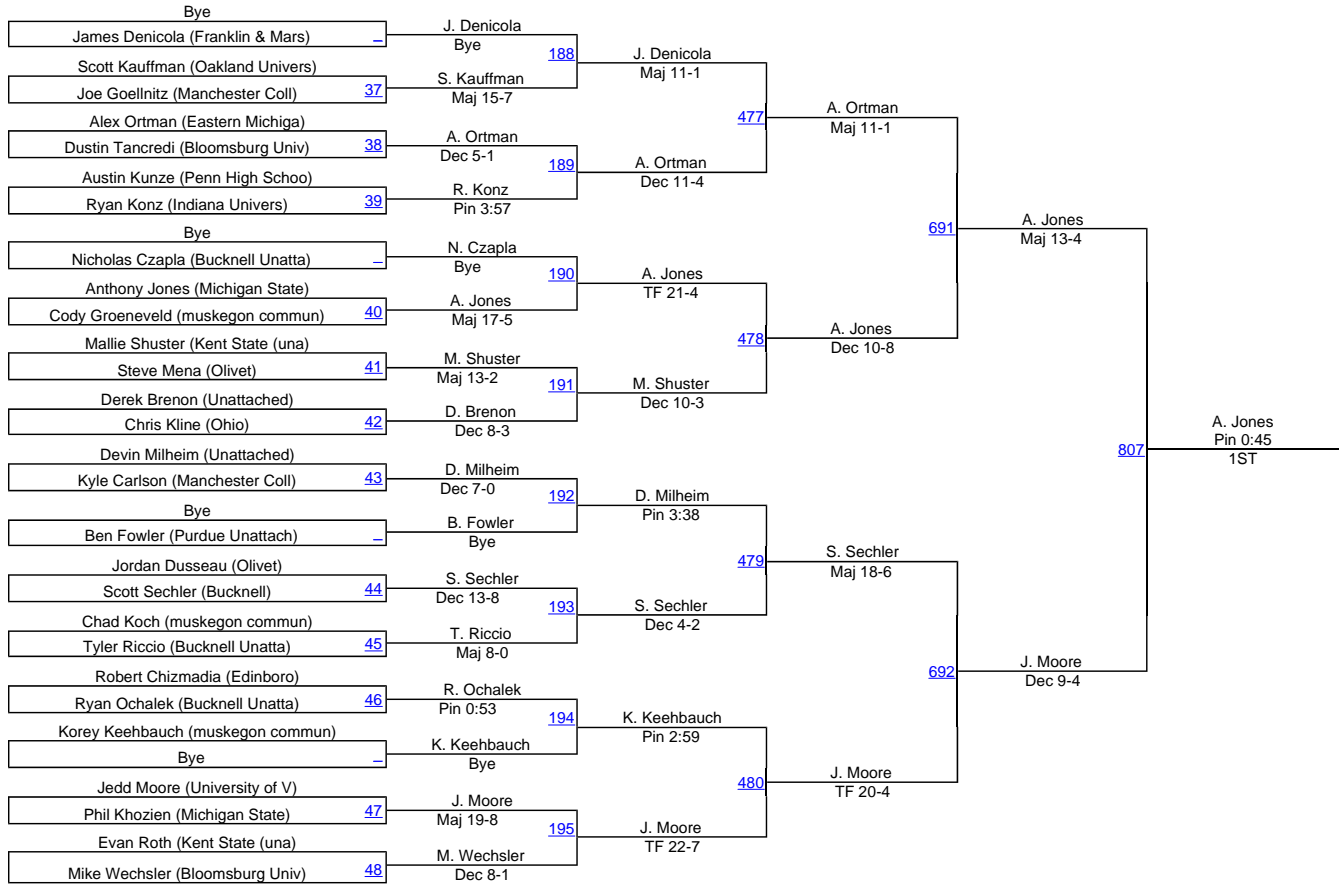 Bye
James Denicola (Franklin & Mars)
Scott Kauffman (Oakland Univers)
Joe Goellnitz (Manchester Coll)
37
Alex Ortman (Eastern Michiga)
Dustin Tancredi (Bloomsburg Univ)
38
Austin Kunze (Penn High Schoo)
Ryan Konz (Indiana Univers)
39
Bye
Nicholas Czapla (Bucknell Unatta)
Anthony Jones (Michigan State)
Cody Groeneveld (muskegon commun)
40
Mallie Shuster (Kent State (una)
Steve Mena (Olivet)
41
Derek Brenon (Unattached)
Chris Kline (Ohio)
42
Devin Milheim (Unattached)
Kyle Carlson (Manchester Coll)
43
Bye
Ben Fowler (Purdue Unattach)
Jordan Dusseau (Olivet)
Scott Sechler (Bucknell)
44
Chad Koch (muskegon commun)
Tyler Riccio (Bucknell Unatta)
45
Robert Chizmadia (Edinboro)
Ryan Ochalek (Bucknell Unatta)
46
Korey Keehbauch (muskegon commun)
Bye
Jedd Moore (University of V)
Phil Khozien (Michigan State)
47
Evan Roth (Kent State (una)
Mike Wechsler (Bloomsburg Univ)
48
J. Denicola
Bye
188
S. Kauffman
Maj 15-7
A. Ortman
Dec 5-1
189
R. Konz
Pin 3:57
N. Czapla
Bye
190
A. Jones
Maj 17-5
M. Shuster
Maj 13-2
191
D. Brenon
Dec 8-3
D. Milheim
Dec 7-0
192
B. Fowler
Bye
S. Sechler
Dec 13-8
193
T. Riccio
Maj 8-0
R. Ochalek
Pin 0:53
194
K. Keehbauch
Bye
J. Moore
Maj 19-8
195
M. Wechsler
Dec 8-1
J. Denicola
Maj 11-1
477
A. Ortman
Dec 11-4
A. Jones
TF 21-4
478
M. Shuster
Dec 10-3
D. Milheim
Pin 3:38
479
S. Sechler
Dec 4-2
K. Keehbauch
Pin 2:59
480
J. Moore
TF 22-7
A. Ortman
Maj 11-1
691
A. Jones
Dec 10-8
S. Sechler
Maj 18-6
692
J. Moore
TF 20-4
A. Jones
Maj 13-4
807
J. Moore
Dec 9-4
A. Jones
Pin 0:45
1ST